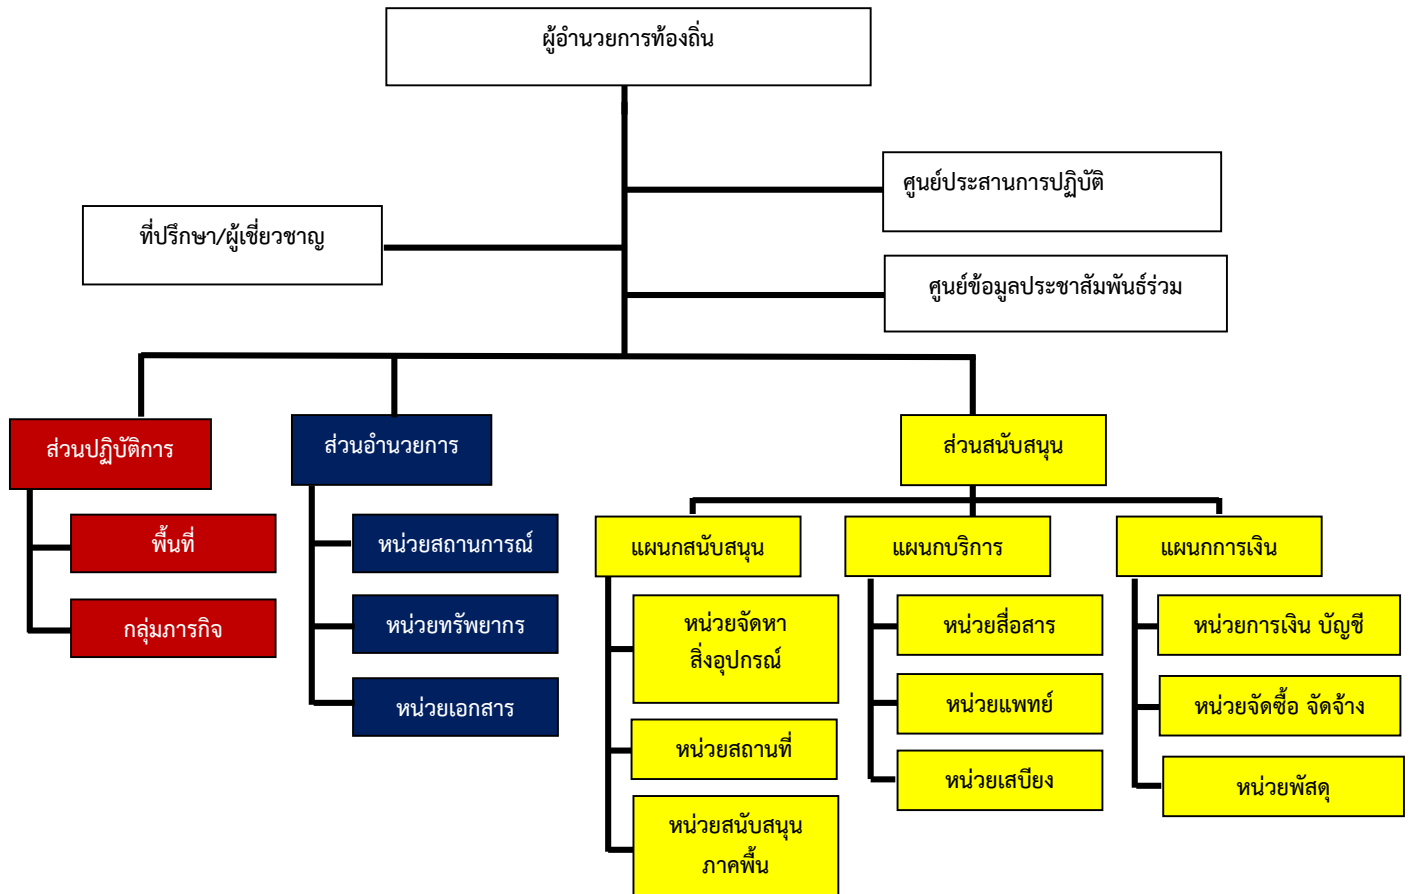 ผู้อำนวยการท้องถิ่น
ศูนย์ประสานการปฏิบัติ
ที่ปรึกษา/ผู้เชี่ยวชาญ
ศูนย์ข้อมูลประชาสัมพันธ์ร่วม
ส่วนปฏิบัติการ
พื้นที่
กลุ่มภารกิจ
ส่วนอำนวยการ
หน่วยสถานการณ์
หน่วยทรัพยากร
หน่วยเอกสาร
ส่วนสนับสนุน
แผนกสนับสนุน
หน่วยจัดหา
สิ่งอุปกรณ์
หน่วยสถานที่
หน่วยสนับสนุน
ภาคพื้น
แผนกบริการ
หน่วยสื่อสาร
หน่วยแพทย์
หน่วยเสบียง
แผนกการเงิน
หน่วยการเงิน บัญชี
หน่วยจัดซื้อ จัดจ้าง
หน่วยพัสดุ